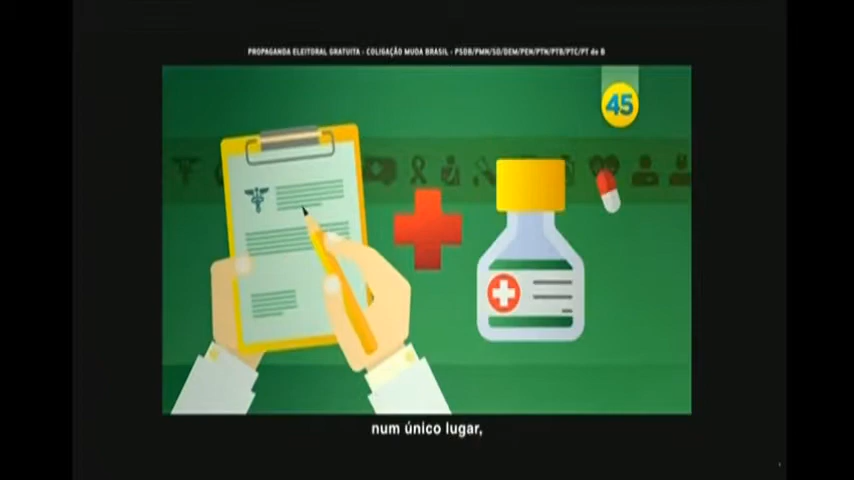 PROPAGANDA ELEITORAL GRATUITA - COLIGAÇÃO MUDA BRASIL - PSDB/PMN/SD/DEM/PEN/PTN/PTB/PTC/PT do B
45
num único lugar,